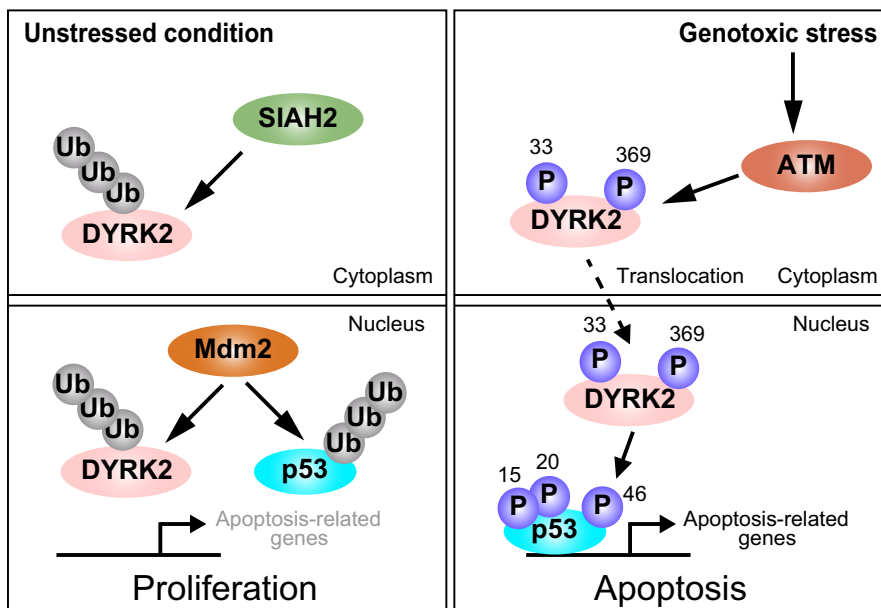 Unstressed condition
SIAH2
Ub
Ub
Ub
DYRK2
Cytoplasm
Nucleus
Mdm2
Ub
Ub
Ub
DYRK2
Ub
Ub
Ub
p53
Apoptosis-related
genes
Proliferation
Genotoxic stress
ATM
33
369
P
P
DYRK2
Translocation
Cytoplasm
Nucleus
33
369
P
P
DYRK2
15
20
46
P
P
P
p53
Apoptosis-related
genes
Apoptosis